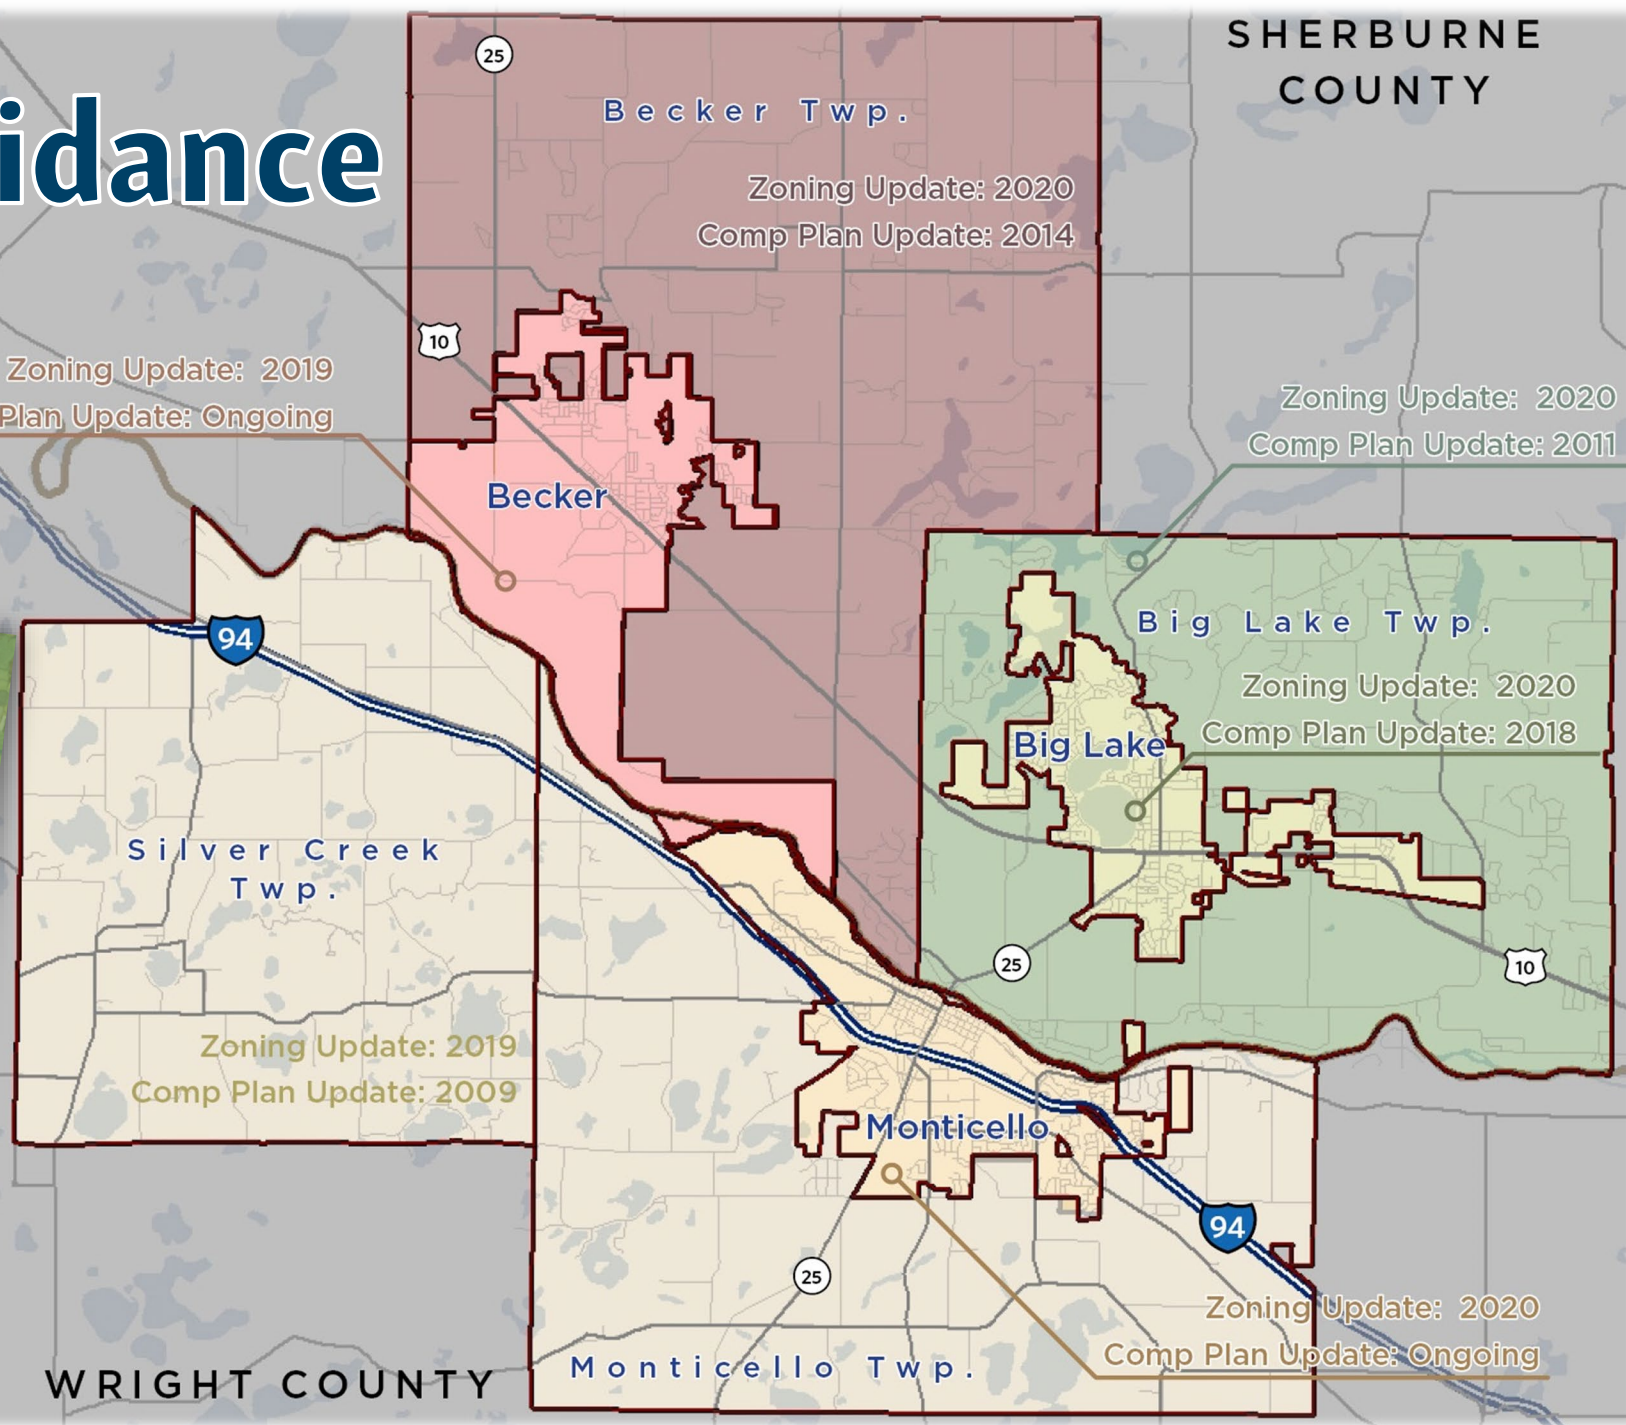 SHERBURNE
COUNTY
25
Becker Twp.
idance
Zoning Update: 2020
Comp Plan Update: 2014
10
Zoning Update: 2019
Plan Update: Ongoing
Zoning Update: 2020
Comp Plan Update: 2011
Becker
94
Big Lake Twp.
Zoning Update: 2020
Comp Plan Update: 2018
Big Lake
Silver Creek
Twp.
25
10
Zoning Update: 2019
Comp Plan Update: 2009
Monticello
94
25
Zoning Update: 2020
Comp Plan Update: Ongoing
Monticello Twp.
WRIGHT COUNTY